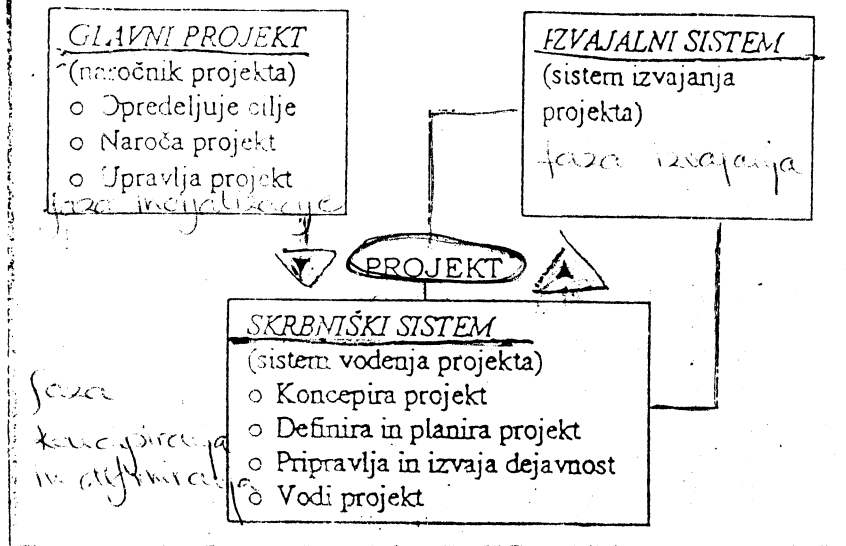 GLAVNI PROJEKT
(naročnik projekta)
o Opredeljuje cilje
o Naroča projekt
o Upravlja projekt
faza inicijalizacije
IZVAJALNI SISTEM
(sistem izvajanja
projekta)
faza izvajanja
PROJEKT
SKRBNIŠKI SISTEM
(sistem vodenja projekta)
o Koncepira projekt
o Definira in planira projekt
o Pripravlja in izvaja dejavnost
o Vodi projekt
faza
koncipiranja
in